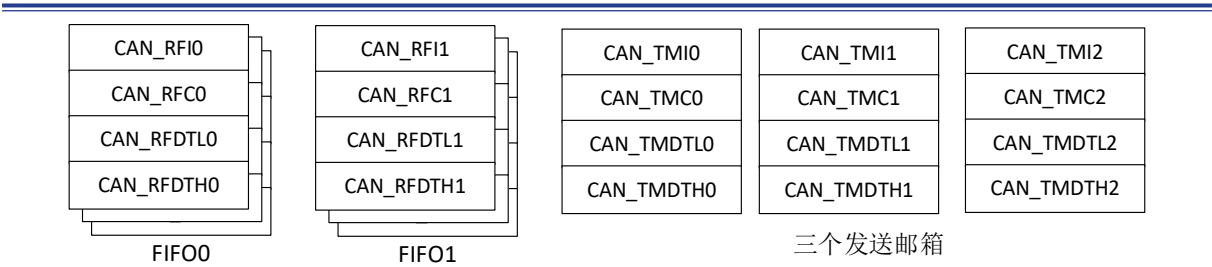 CAN_RFI0 CAN_RFI1 CAN_TMI0 CAN_TMI1 CAN_TMI2
CAN_RFC0 CAN_RFC1 CAN_TMC0 CAN_TMC1 CAN_TMC2
CAN_RFDTL0 CAN_RFDTL1 CAN_TMDTL0 CAN_TMDTL1 CAN_TMDTL2
CAN_RFDTH0 CAN_RFDTH1 CAN_TMDTH0 CAN_TMDTH1 CAN_TMDTH2
FIFO0 FIFO1 三个发送邮箱